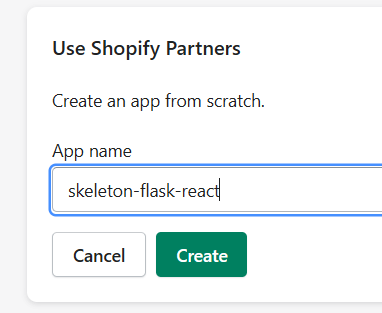 Use Shopify Partners
Create an app from scratch.
App name
skeleton-flask-react
Cancel
Create